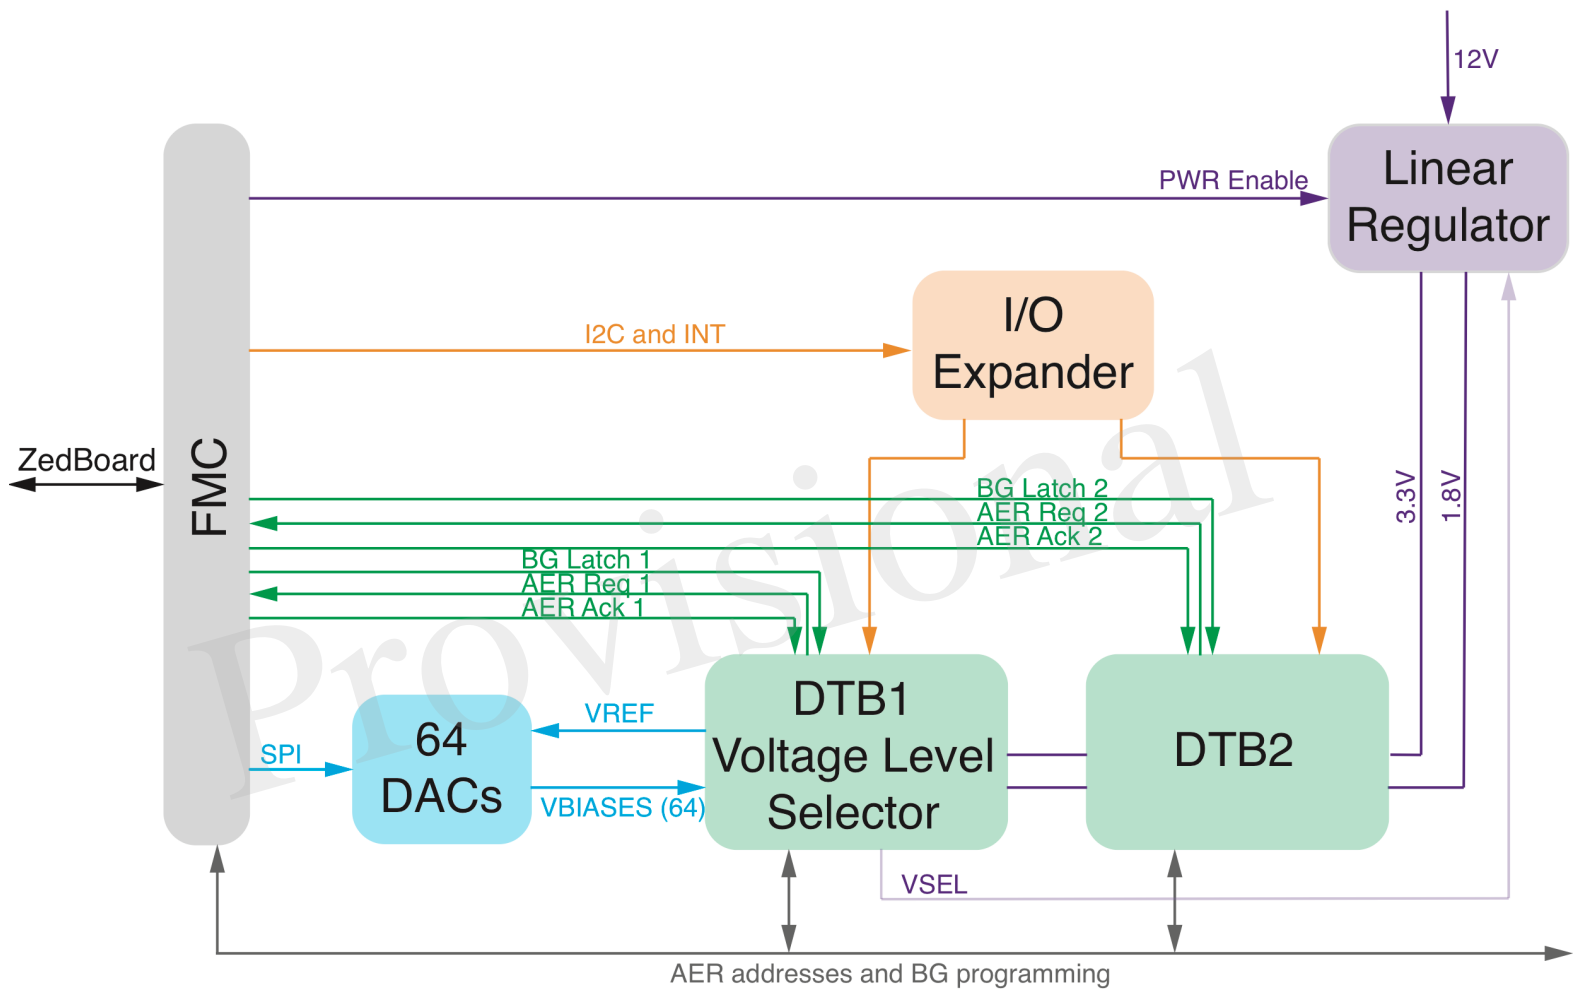 12V
Linear
Regulator
PWR Enable
I/O
Expander
I2C and INT
ZedBoard
FMC
3.3V
1.8V
BG Latch 2
AER Req 2
AER Ack 2
BG Latch 1
AER Req 1
AER Ack 1
Provisional
DTB1
Voltage Level
Selector
DTB2
VREF
64
DACs
SPI
VBIASES (64)
VSEL
AER addresses and BG programming